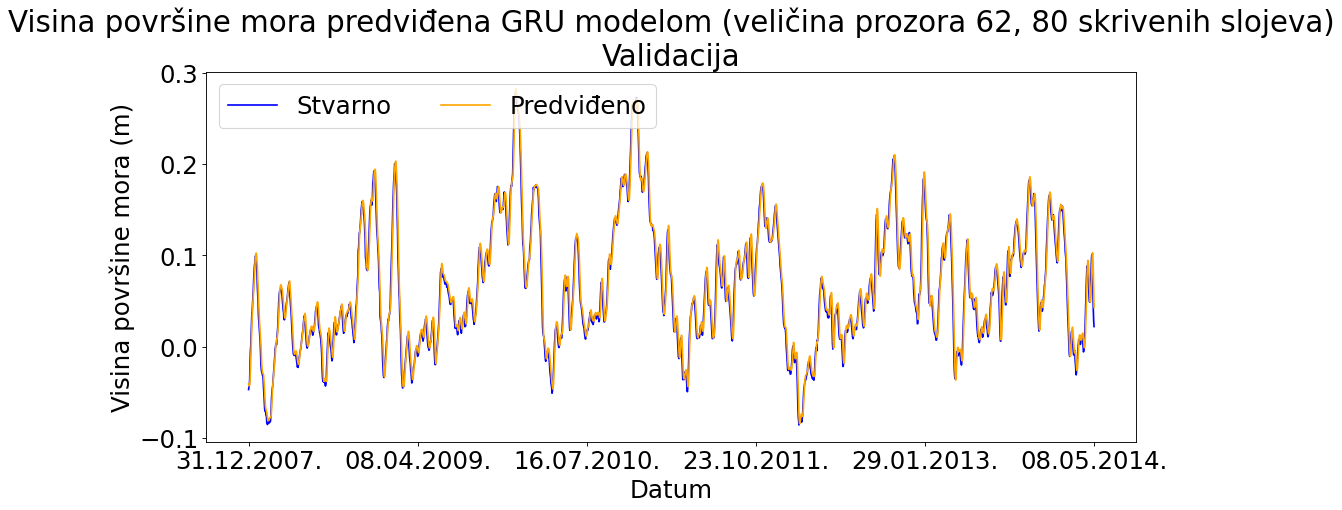 Visina površine mora predviđena GRU modelom (veličina prozora 62, 80 skrivenih slojeva)
Validacija
Stvarno Predviđeno
Visina površine mora (m)
0.3
0.2
0.1
0.0
−0.1
31.12.2007. 08.04.2009. 16.07.2010. 23.10.2011. 29.01.2013. 08.05.2014.
Datum